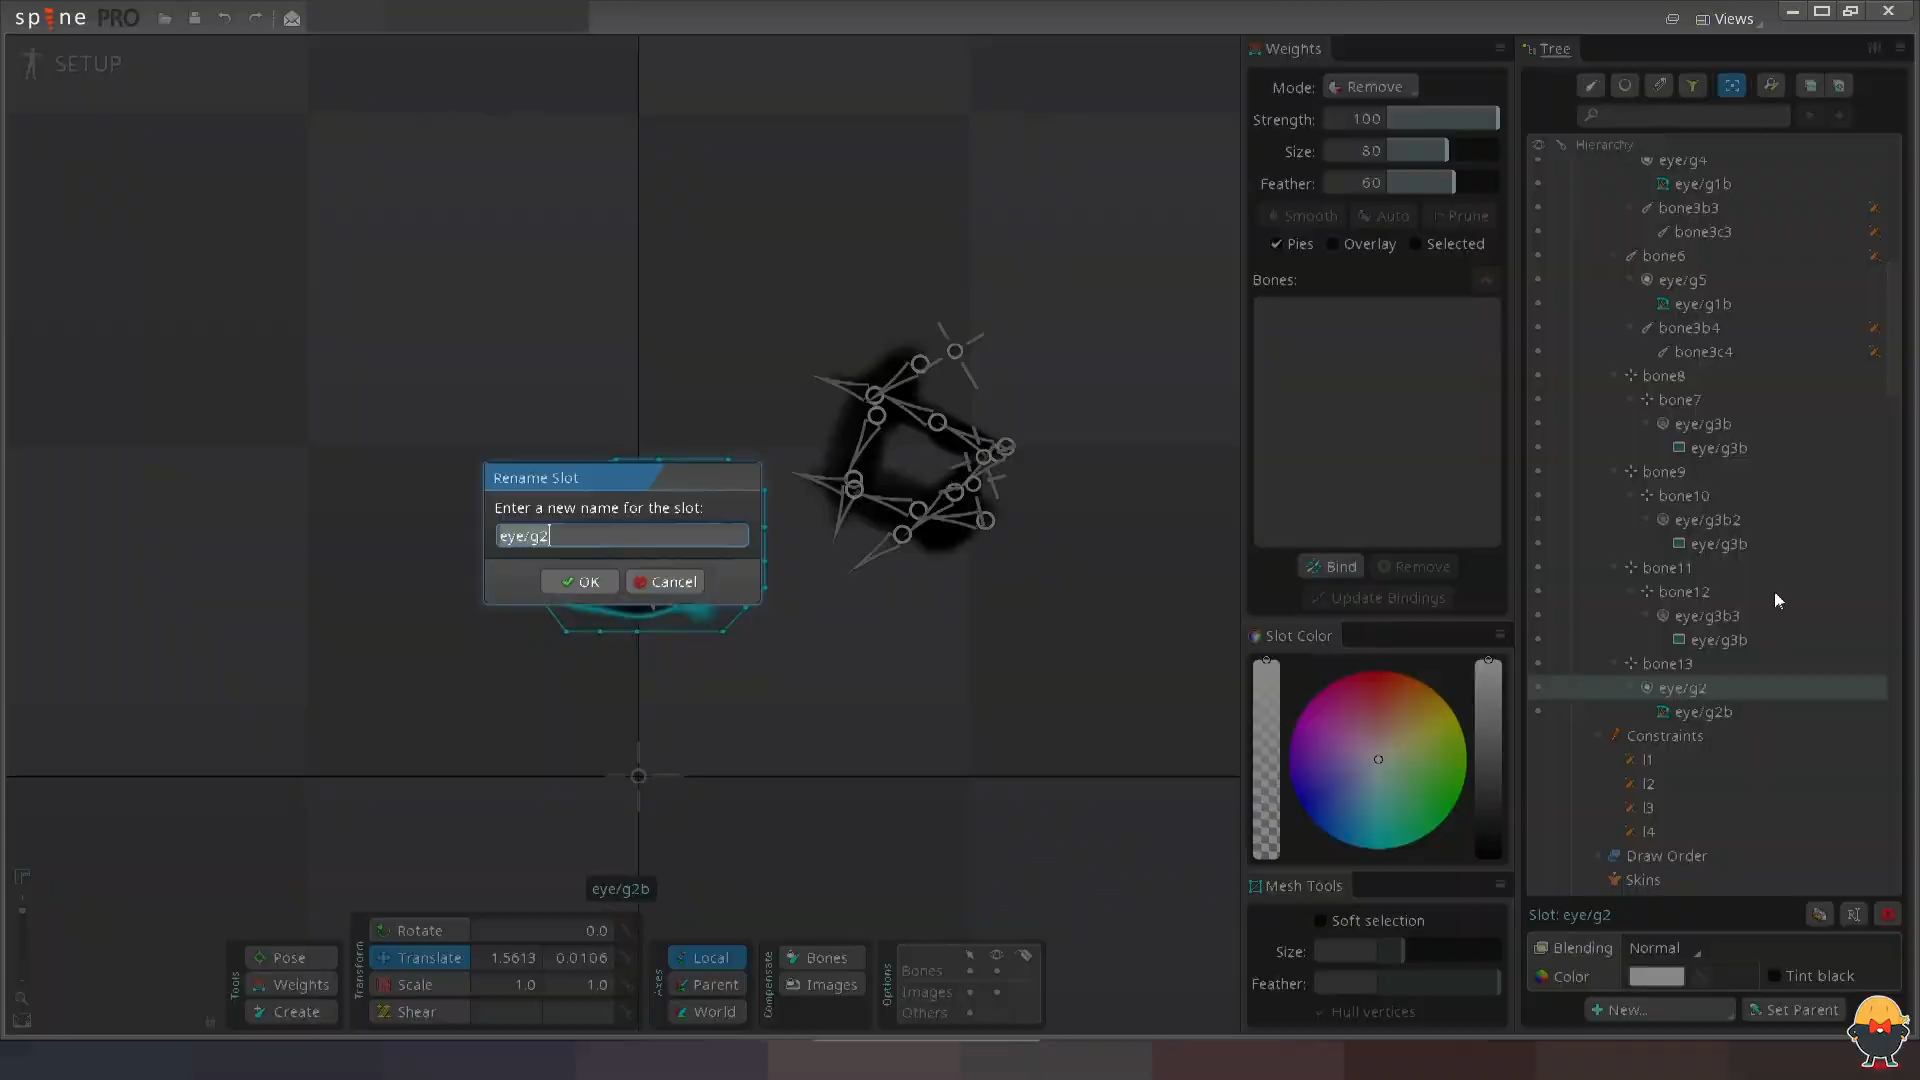 spine PRO
Views
SETUP
Rename Slot
Enter a new name for the slot:
eye/g2
OK
Cancel
eye/g2b
Tools
Pose
Weights
Create
Transform
Rotate
0.0
Translate
1.5613
0.0106
Scale
1.0
1.0
Shear
Axes
Local
Parent
World
Compensate
Bones
Images
Options
Bones
Images
Others
Weights
Mode:
Remove
Strength:
100
Size:
80
Feather:
60
Smooth
Auto
Prune
Pies
Overlay
Selected
Bones:
Bind
Remove
Update Bindings
Slot Color
Mesh Tools
Soft selection
Size:
Feather:
Hull vertices
Tree
Hierarchy
eye/g4
eye/g1b
bone3b3
bone3c3
bone6
eye/g5
eye/g1b
bone3b4
bone3c4
bone8
bone7
eye/g3b
eye/g3b
bone9
bone10
eye/g3b2
eye/g3b
bone11
bone12
eye/g3b3
eye/g3b
bone13
eye/g2
eye/g2b
Constraints
l1
l2
l3
l4
Draw Order
Skins
Slot: eye/g2
Blending
Normal
Color
Tint black
New...
Set Parent